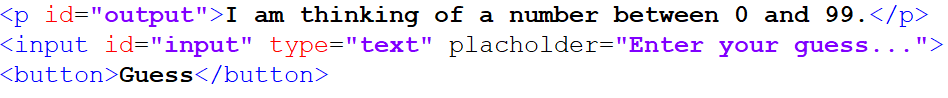 <p id="output">I am thinking of a number between 0 and 99.</p>
<input id="input" type="text" placholder="Enter your guess...">
<button>Guess</button>